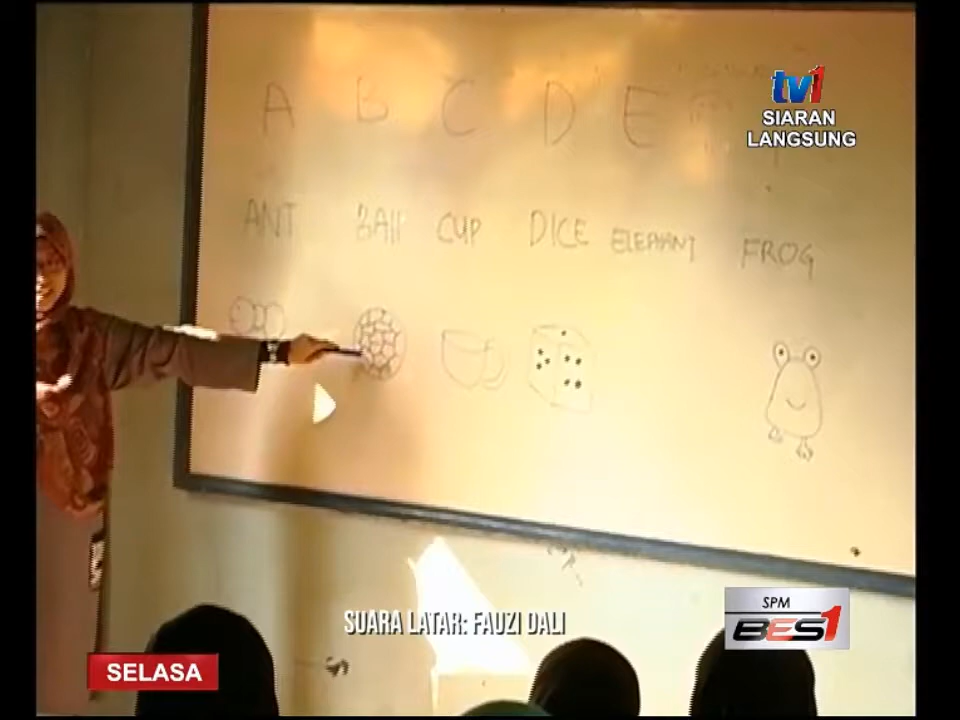 A B C D E
tv1
SIARAN
LANGSUNG
ANT BAll CUP DICE ELEPHANT FROG
SUARA LATAR: FAUZI DALI
SPM
BES1
SELASA